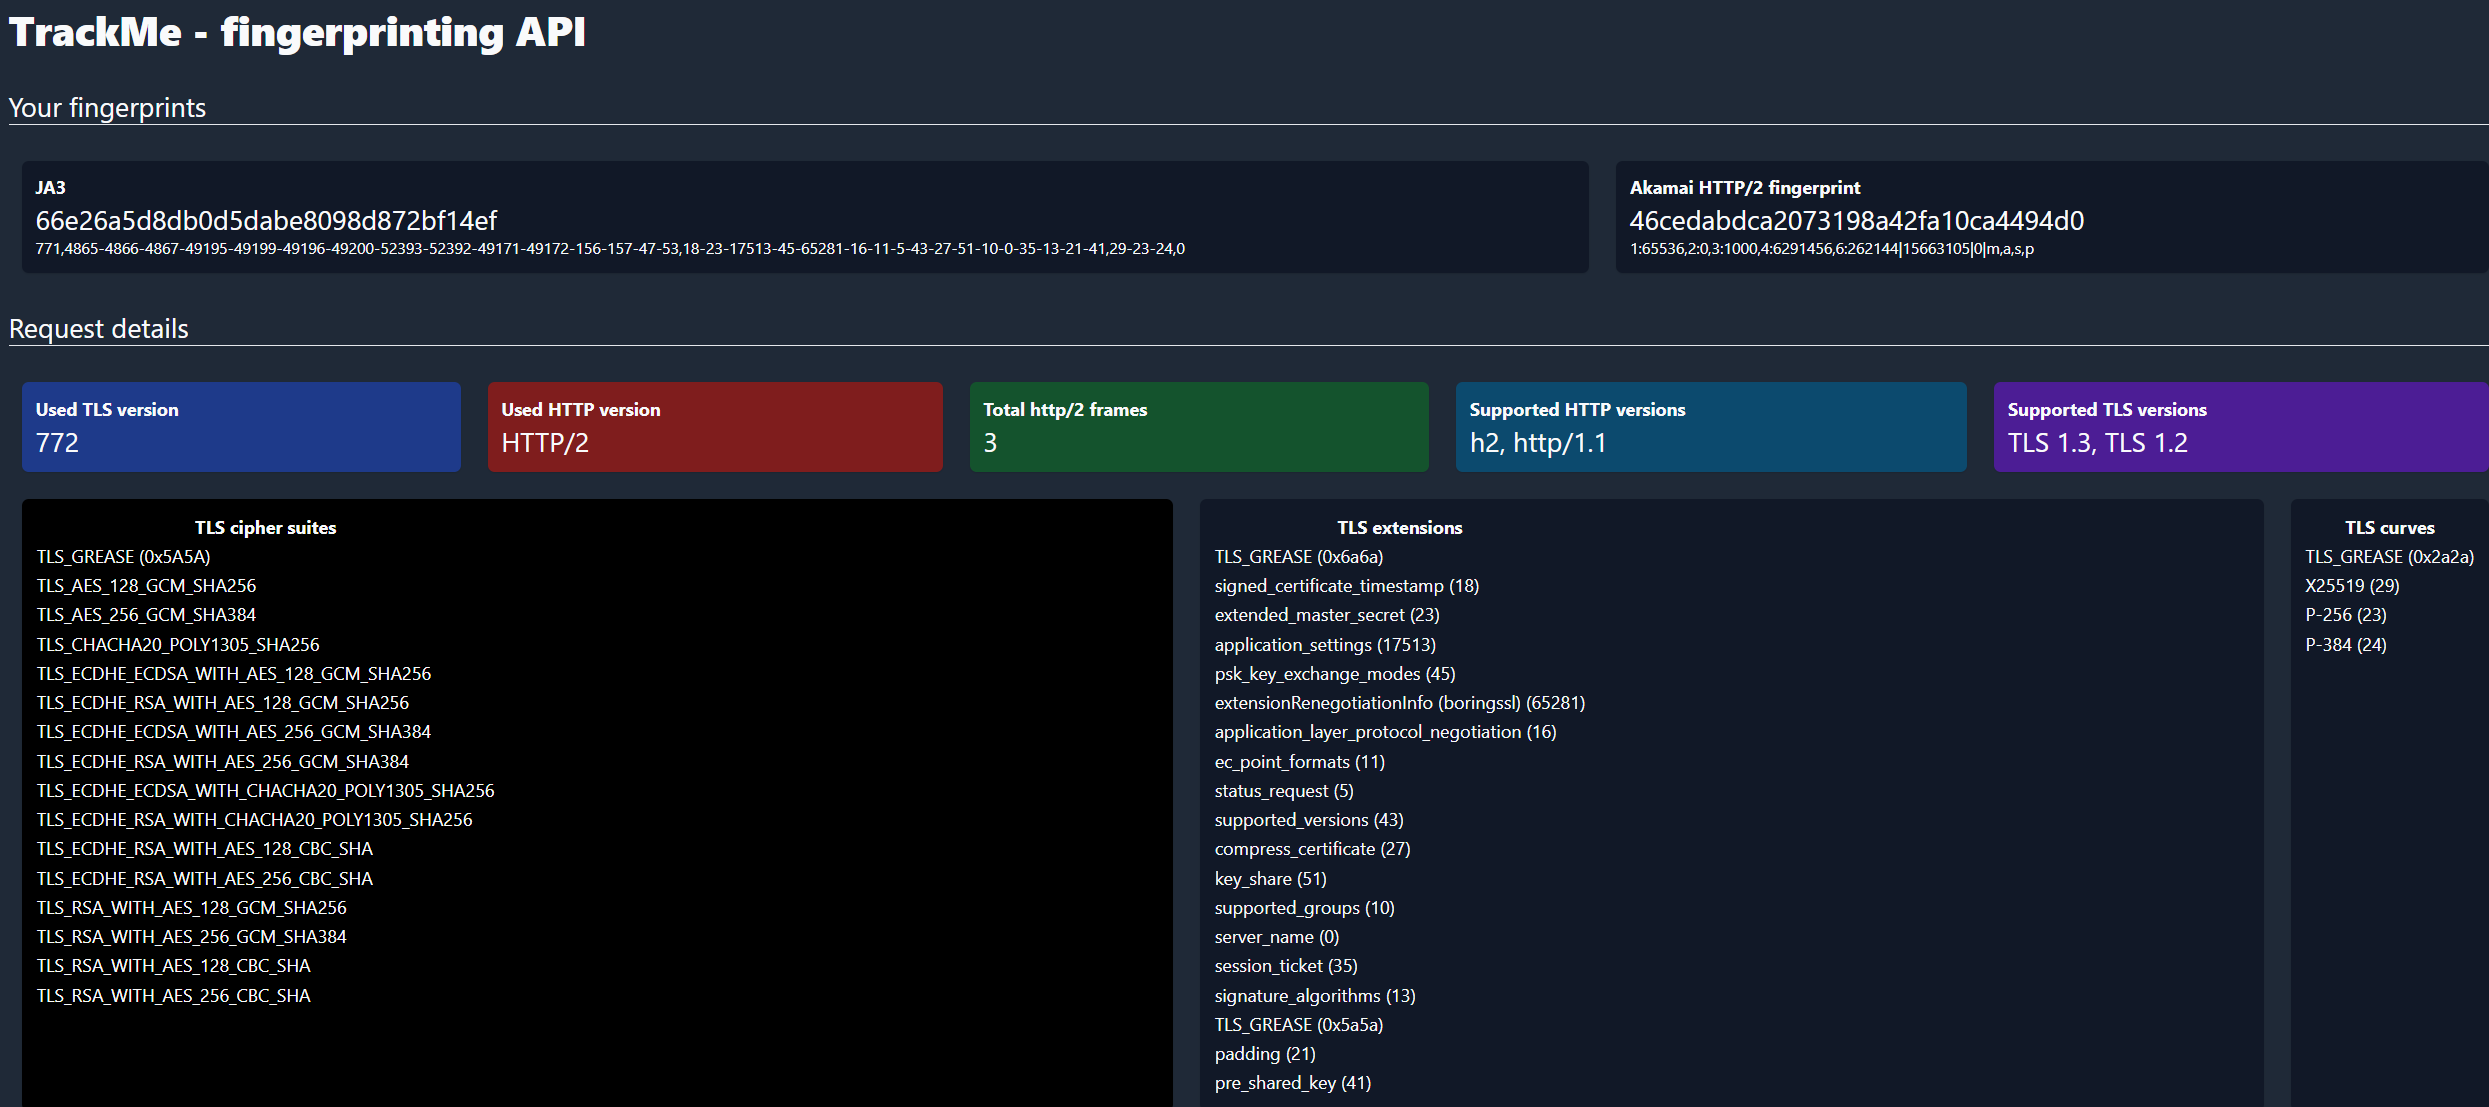 TrackMe - fingerprinting API
Your fingerprints
JA3
66e26a5d8db0d5dabe8098d872bf14ef
771,4865-4866-4867-49195-49199-49196-49200-52393-52392-49171-49172-156-157-47-53,18-23-17513-45-65281-16-11-5-43-27-51-10-0-35-13-21-41,29-23-24,0
Akamai HTTP/2 fingerprint
46cedabdca2073198a42fa10ca4494d0
1:65536,2:0,3:1000,4:6291456,6:262144|15663105|0|m,a,s,p
Request details
Used TLS version
772
Used HTTP version
HTTP/2
Total http/2 frames
3
Supported HTTP versions
h2, http/1.1
Supported TLS versions
TLS 1.3, TLS 1.2
TLS cipher suites
TLS_GREASE (0x5A5A)
TLS_AES_128_GCM_SHA256
TLS_AES_256_GCM_SHA384
TLS_CHACHA20_POLY1305_SHA256
TLS_ECDHE_ECDSA_WITH_AES_128_GCM_SHA256
TLS_ECDHE_RSA_WITH_AES_128_GCM_SHA256
TLS_ECDHE_ECDSA_WITH_AES_256_GCM_SHA384
TLS_ECDHE_RSA_WITH_AES_256_GCM_SHA384
TLS_ECDHE_ECDSA_WITH_CHACHA20_POLY1305_SHA256
TLS_ECDHE_RSA_WITH_CHACHA20_POLY1305_SHA256
TLS_ECDHE_RSA_WITH_AES_128_CBC_SHA
TLS_ECDHE_RSA_WITH_AES_256_CBC_SHA
TLS_RSA_WITH_AES_128_GCM_SHA256
TLS_RSA_WITH_AES_256_GCM_SHA384
TLS_RSA_WITH_AES_128_CBC_SHA
TLS_RSA_WITH_AES_256_CBC_SHA
TLS extensions
TLS_GREASE (0x6a6a)
signed_certificate_timestamp (18)
extended_master_secret (23)
application_settings (17513)
psk_key_exchange_modes (45)
extensionRenegotiationInfo (boringssl) (65281)
application_layer_protocol_negotiation (16)
ec_point_formats (11)
status_request (5)
supported_versions (43)
compress_certificate (27)
key_share (51)
supported_groups (10)
server_name (0)
session_ticket (35)
signature_algorithms (13)
TLS_GREASE (0x5a5a)
padding (21)
pre_shared_key (41)
TLS curves
TLS_GREASE (0x2a2a)
X25519 (29)
P-256 (23)
P-384 (24)